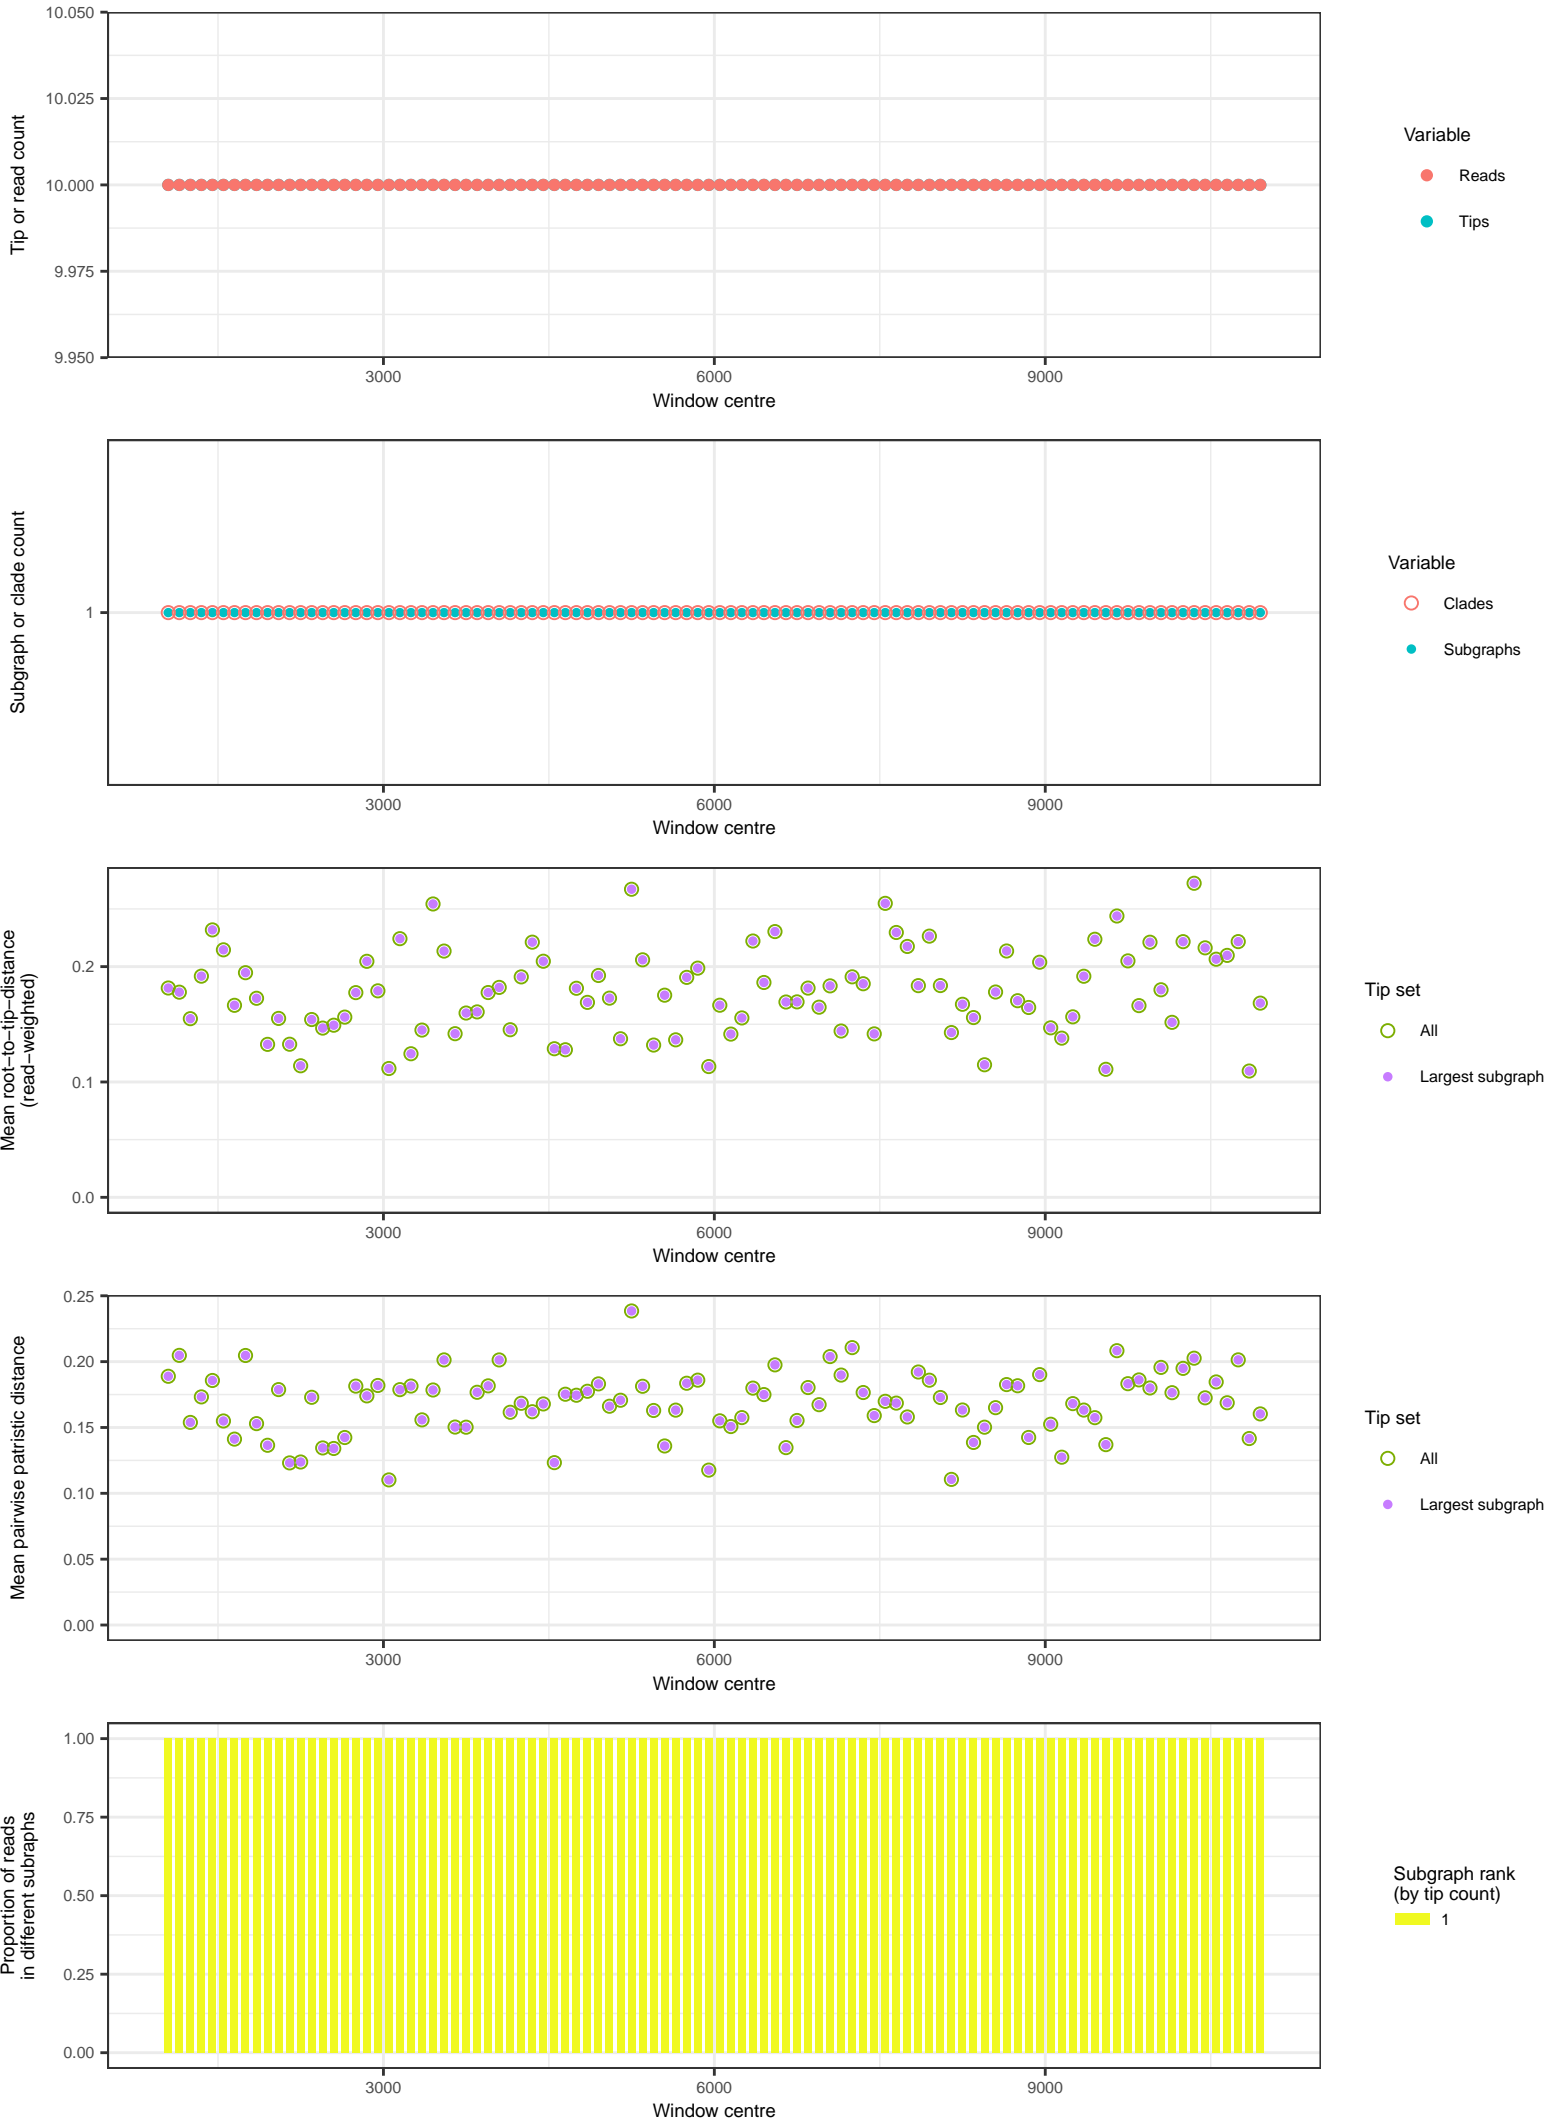 10.050
10.025
10.000
9.975
9.950
Tip or read count
3000
6000
9000
Window centre
Variable
Reads
Tips
1
Subgraph or clade count
3000
6000
9000
Window centre
Variable
Clades
Subgraphs
0.2
0.1
0.0
Mean root−to−tip−distance
(read−weighted)
3000
6000
9000
Window centre
Tip set
All
Largest subgraph
0.25
0.20
0.15
0.10
0.05
0.00
Mean pairwise patristic distance
3000
6000
9000
Window centre
Tip set
All
Largest subgraph
1.00
0.75
0.50
0.25
0.00
Proportion of reads
in different subraphs
3000
6000
9000
Window centre
Subgraph rank
(by tip count)
1